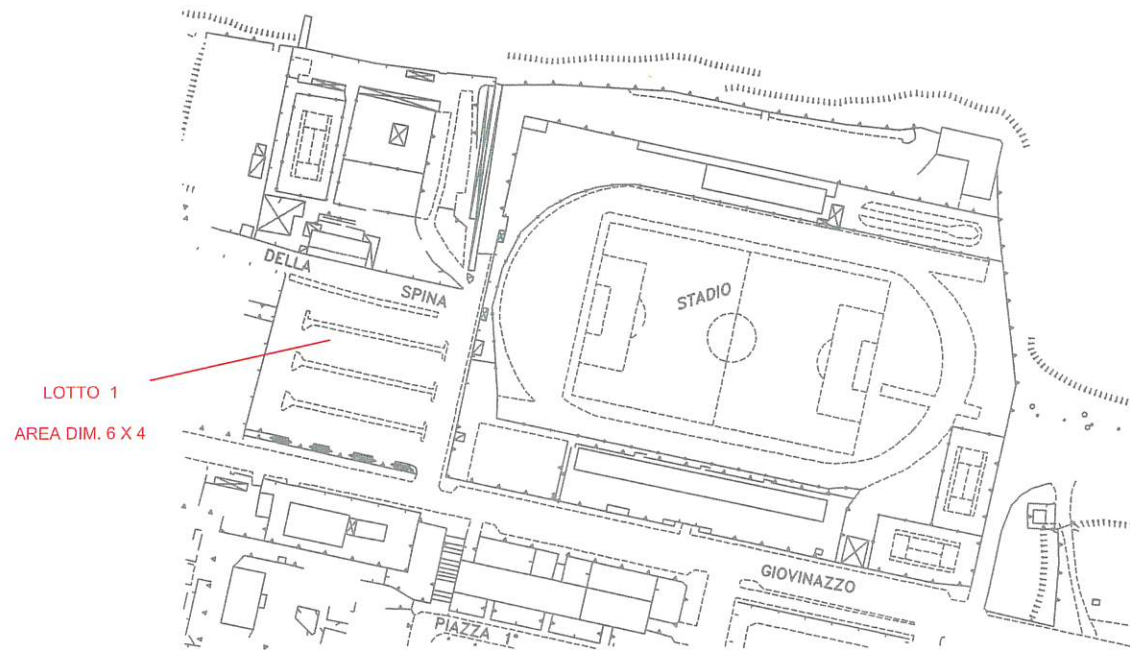 DELLA
SPINA
STADIO
LOTTO 1
AREA DIM. 6 X 4
GIOVINAZZO
PIAZZA 1°